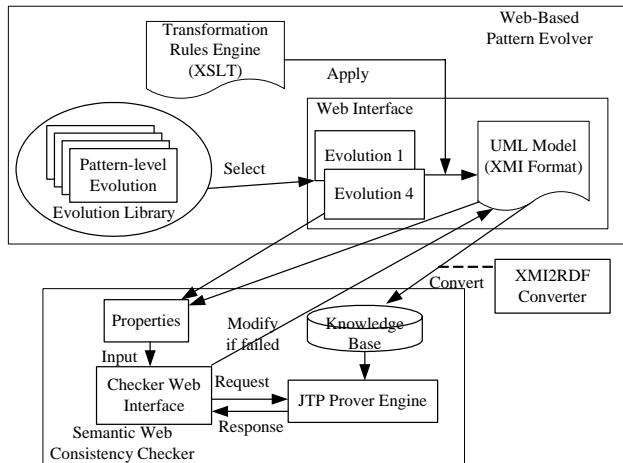 Web-Based
Pattern Evolver
Transformation
Rules Engine
(XSLT)
Apply
Web Interface
Evolution 1
Evolution 4
UML Model
(XMI Format)
Pattern-level
Evolution
Evolution Library
Select
Convert
XMI2RDF
Converter
Properties
Input
Modify
if failed
Knowledge
Base
Checker Web
Interface
Request
Response
JTP Prover Engine
Semantic Web
Consistency Checker